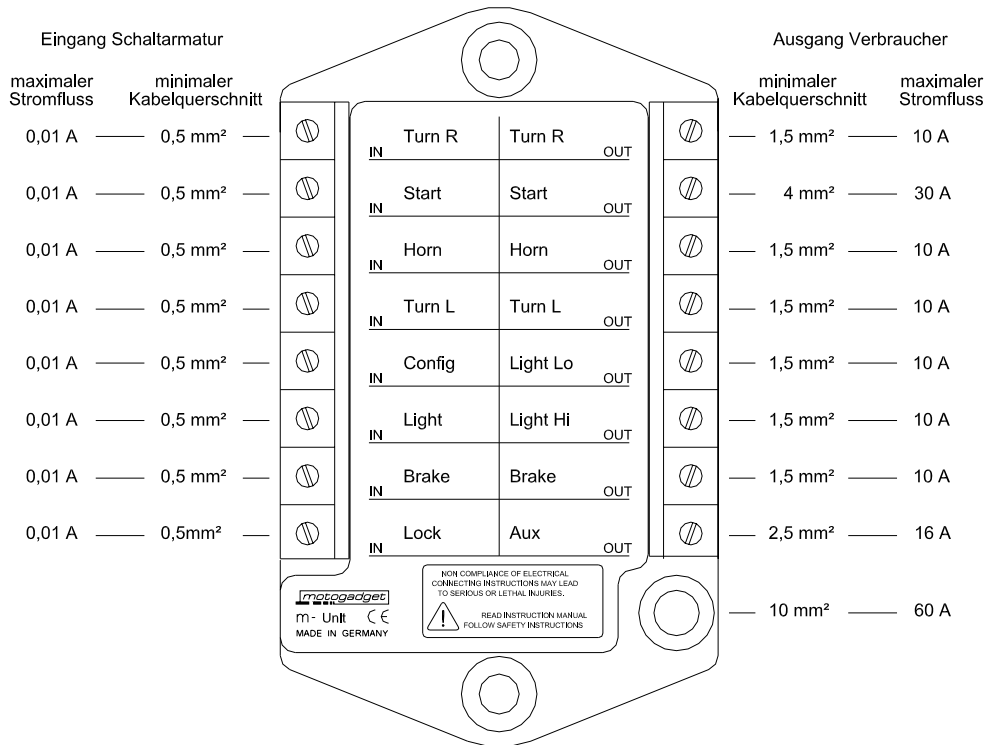 Eingang Schaltarmatur
Ausgang Verbraucher
maximaler Stromfluss
minimaler Kabelquerschnitt
minimaler Kabelquerschnitt
maximaler Stromfluss
0,01 A 0,5 mm² IN Turn R Turn R OUT 1,5 mm² 10 A
0,01 A 0,5 mm² IN Start Start OUT 4 mm² 30 A
0,01 A 0,5 mm² IN Horn Horn OUT 1,5 mm² 10 A
0,01 A 0,5 mm² IN Turn L Turn L OUT 1,5 mm² 10 A
0,01 A 0,5 mm² IN Config Light Lo OUT 1,5 mm² 10 A
0,01 A 0,5 mm² IN Light Light Hi OUT 1,5 mm² 10 A
0,01 A 0,5 mm² IN Brake Brake OUT 1,5 mm² 10 A
0,01 A 0,5mm² IN Lock Aux OUT 2,5 mm² 16 A
motogadget
m- Unit CE
MADE IN GERMANY
NON COMPLIANCE OF ELECTRICAL
CONNECTING INSTRUCTIONS MAY LEAD
TO SERIOUS OR LETHAL INJURIES.
!
READ INSTRUCTION MANUAL
FOLLOW SAFETY INSTRUCTIONS
10 mm² 60 A